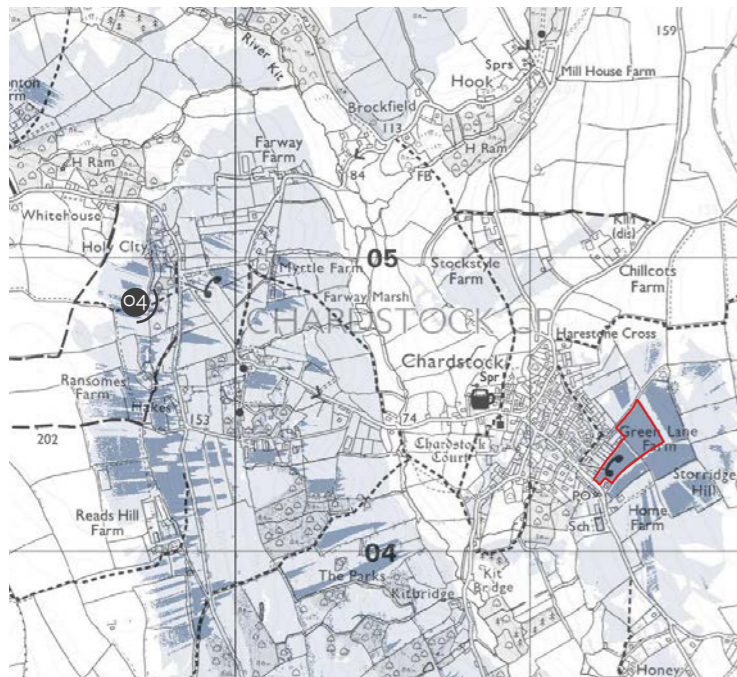 159
River Kit
Sprs
Hook
Mill House Farm
onton
Farm
Brockfield
113
H Ram
H Ram
Farway
Farm
84
FB
Whitehouse
Kiln
(dis)
Holy City
05
Stockstyle
Farm
Myrtle Farm
Chillcots
Farm
04
Farway Marsh
CHARDSTOCK CP
Harestone Cross
Chardstock
Spr
Ransomes
Farm
Hakes
153
74
202
Green Lane
Farm
Chardstock
Court
Storridge
Hill
PO
Reads Hill
Farm
Sch
Home
Farm
04
The Parks
Kitbridge
Kit
Bridge
Honey